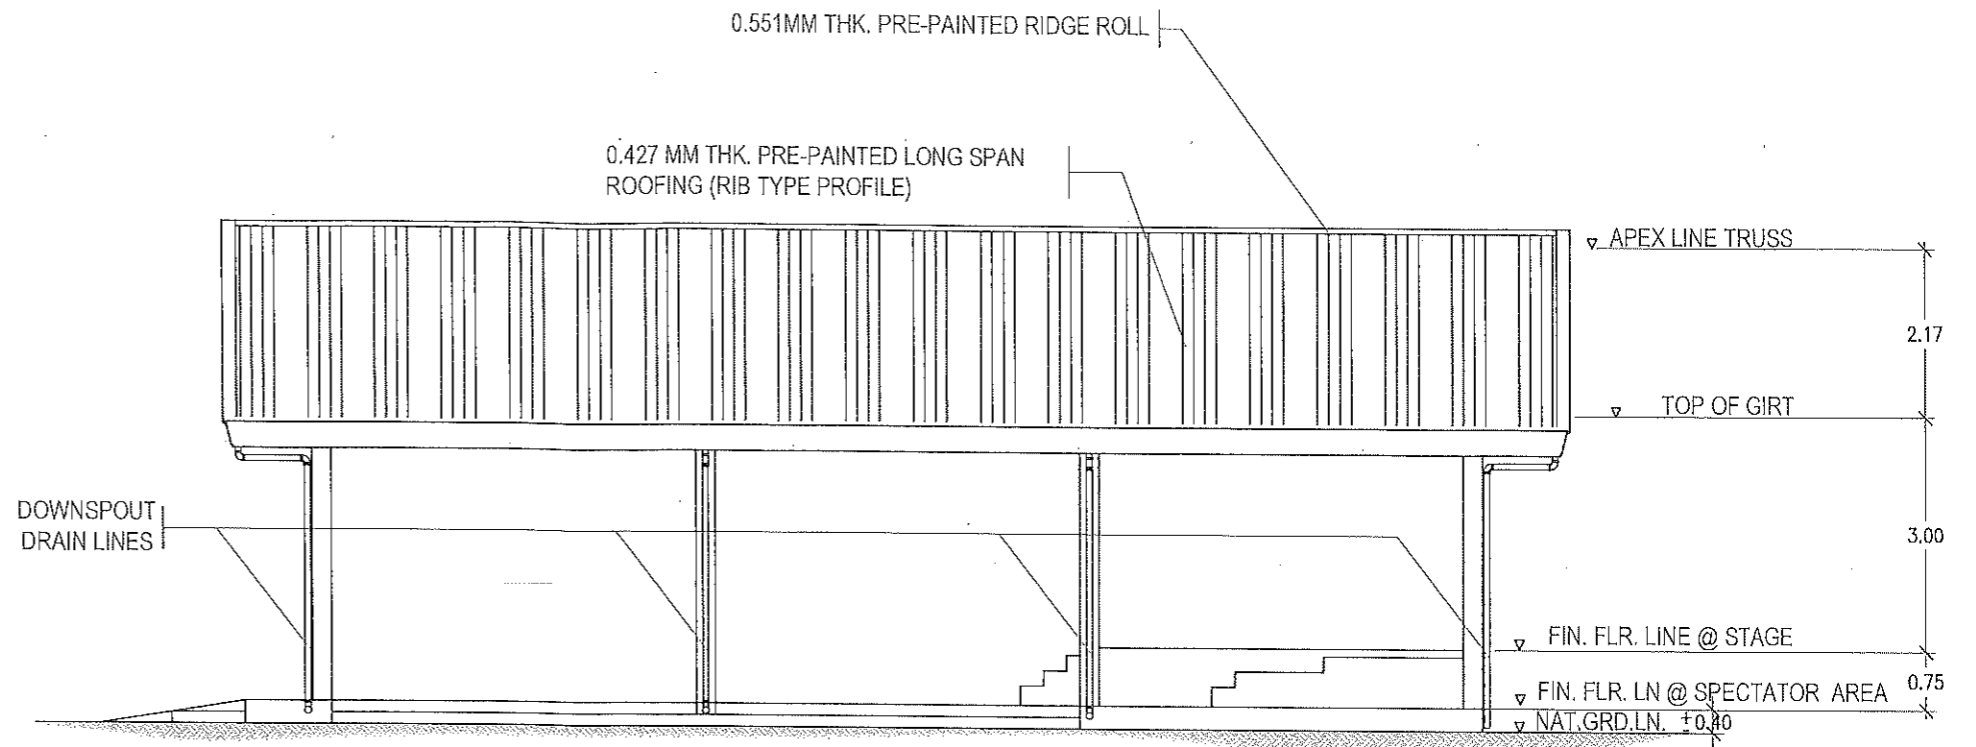 0.551MM THK. PRE-PAINTED RIDGE ROLL
0.427 MM THK. PRE-PAINTED LONG SPAN
ROOFING (RIB TYPE PROFILE)
APEX LINE TRUSS
2.17
TOP OF GIRT
DOWNSPOUT
DRAIN LINES
3.00
FIN. FLR. LINE @ STAGE
0.75
FIN. FLR. LN @ SPECTATOR AREA
NAT.GRD.LN. ±0.40